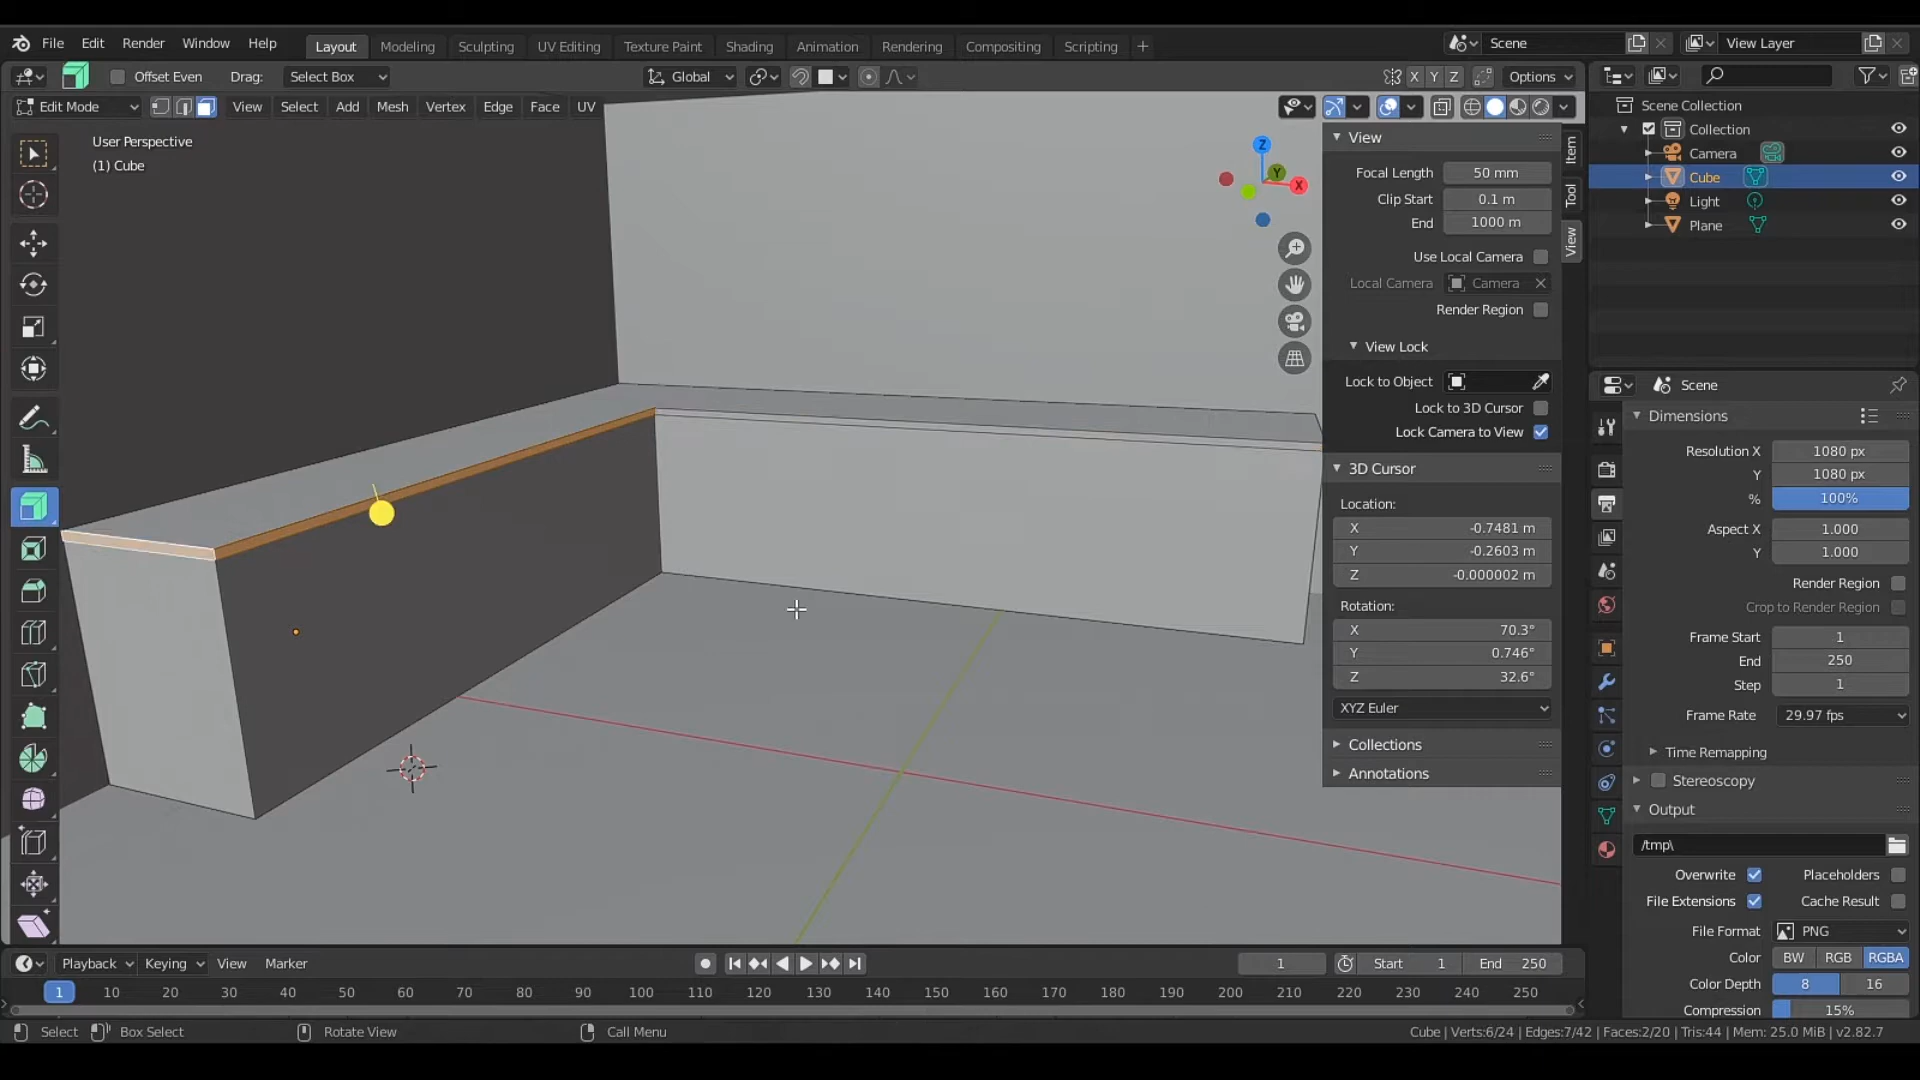 File Edit Render Window Help Layout Modeling Sculpting UV Editing Texture Paint Shading Animation Rendering Compositing Scripting + Scene View Layer
Offset Even Drag: Select Box Global X Y Z Options
Edit Mode View Select Add Mesh Vertex Edge Face UV
User Perspective
(1) Cube
Z
Y
X
View
Focal Length 50 mm
Clip Start 0.1 m
End 1000 m
Use Local Camera
Local Camera Camera
Render Region
View Lock
Lock to Object
Lock to 3D Cursor
Lock Camera to View
3D Cursor
Location:
X -0.7481 m
Y -0.2603 m
Z -0.000002 m
Rotation:
X 70.3°
Y 0.746°
Z 32.6°
XYZ Euler
Collections
Annotations
Item
Tool
View
Scene Collection
Collection
Camera
Cube
Light
Plane
Scene
Dimensions
Resolution X 1080 px
Y 1080 px
% 100%
Aspect X 1.000
Y 1.000
Render Region
Crop to Render Region
Frame Start 1
End 250
Step 1
Frame Rate 29.97 fps
Time Remapping
Stereoscopy
Output
/tmp\
Overwrite Placeholders
File Extensions Cache Result
File Format PNG
Color BW RGB RGBA
Color Depth 8 16
Compression 15%
Playback Keying View Marker 1 Start 1 End 250
1 10 20 30 40 50 60 70 80 90 100 110 120 130 140 150 160 170 180 190 200 210 220 230 240 250
Select Box Select Rotate View Call Menu Cube | Verts:6/24 | Edges:7/42 | Faces:2/20 | Tris:44 | Mem: 25.0 MiB | v2.82.7